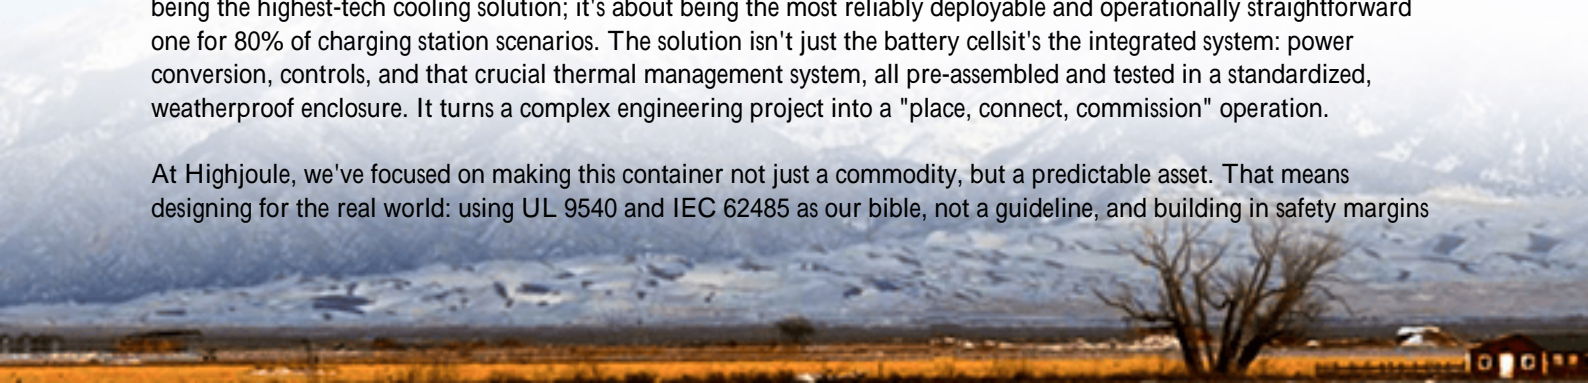 being the highest-tech cooling solution; it's about being the most reliably deployable and operationally straightforward
one for 80% of charging station scenarios. The solution isn't just the battery cellsit's the integrated system: power
conversion, controls, and that crucial thermal management system, all pre-assembled and tested in a standardized,
weatherproof enclosure. It turns a complex engineering project into a "place, connect, commission" operation.
At Highjoule, we've focused on making this container not just a commodity, but a predictable asset. That means
designing for the real world: using UL 9540 and IEC 62485 as our bible, not a guideline, and building in safety margins